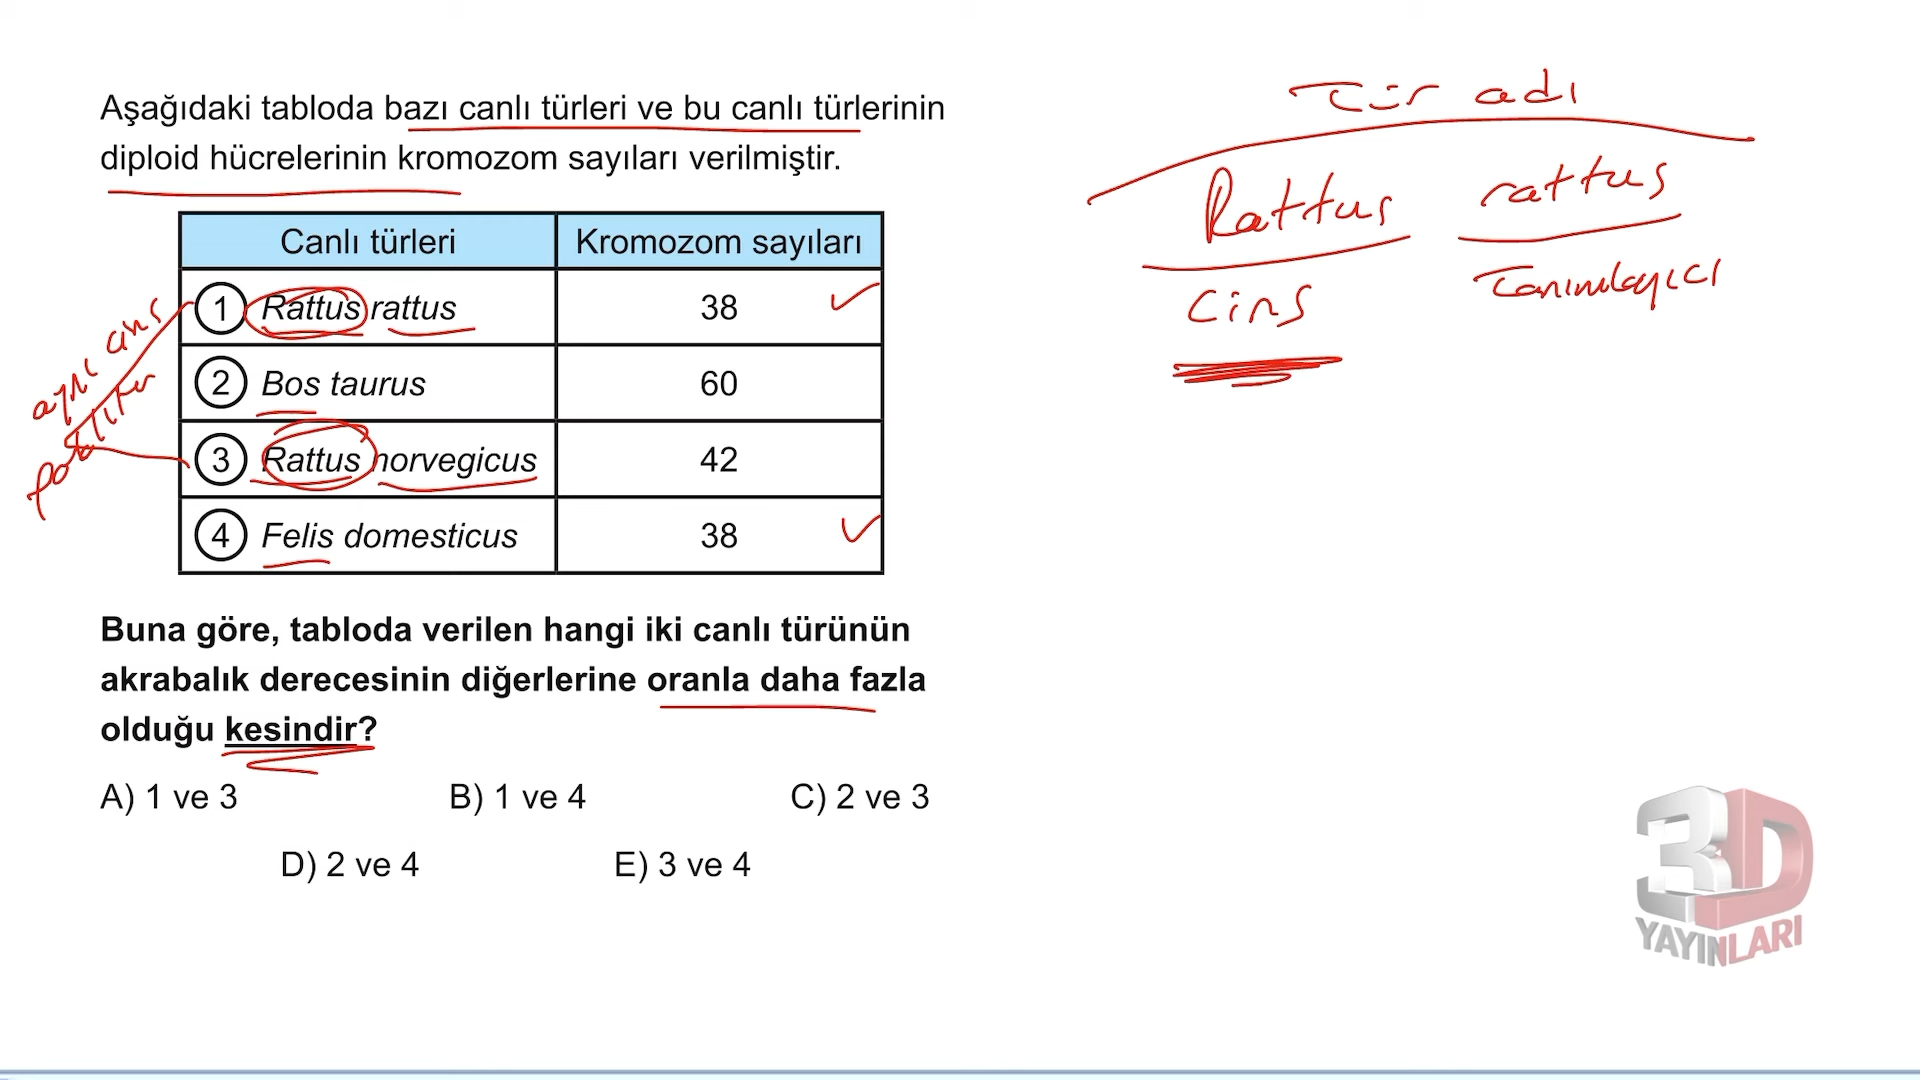 Aşağıdaki tabloda bazı canlı türleri ve bu canlı türlerinin
diploid hücrelerinin kromozom sayıları verilmiştir.
Canlı türleri Kromozom sayıları
1 Rattus rattus 38
2 Bos taurus 60
3 Rattus norvegicus 42
4 Felis domesticus 38
aynı cins
Buna göre, tabloda verilen hangi iki canlı türünün
akrabalık derecesinin diğerlerine oranla daha fazla
olduğu kesindir?
A) 1 ve 3 B) 1 ve 4 C) 2 ve 3
D) 2 ve 4 E) 3 ve 4
Tür adı
Rattus rattus
Cins Tanımlayıcı
3D
YAYINLARI